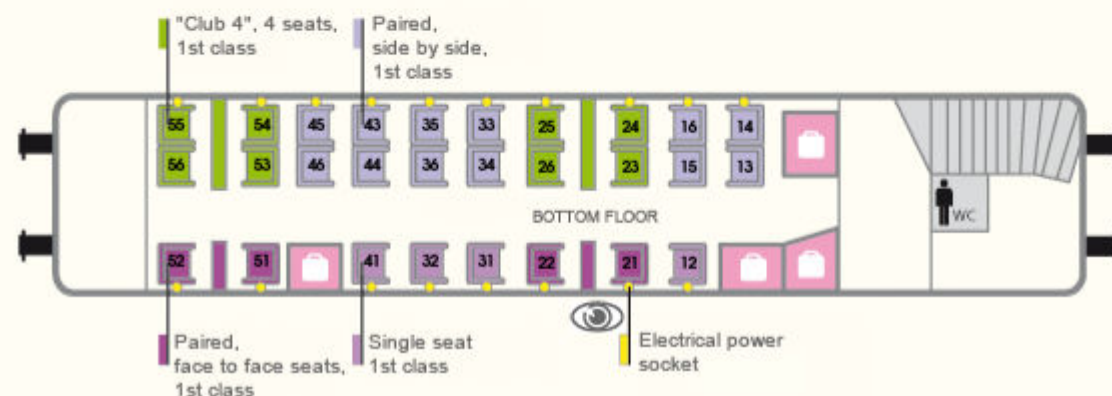 "Club 4", 4 seats,
1st class
Paired,
side by side,
1st class
55 54 45 43 35 33 25 24 16 14
56 53 46 44 36 34 26 23 15 13
BOTTOM FLOOR
WC
52 51 41 32 31 22 21 12
Paired,
face to face seats,
1st class
Single seat
1st class
Electrical power
socket